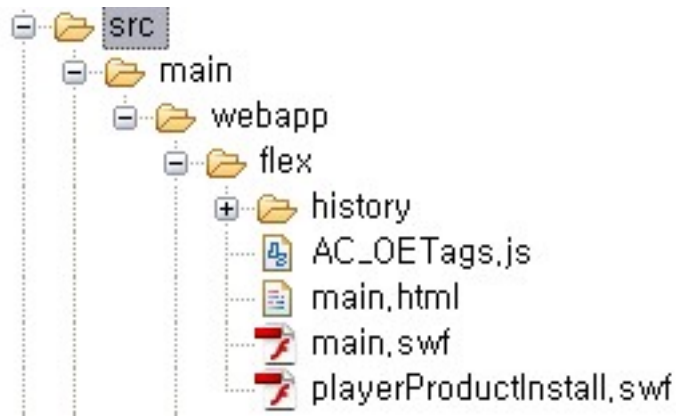 src
main
webapp
flex
history
AC_OETags.js
main.html
main.swf
playerProductInstall.swf